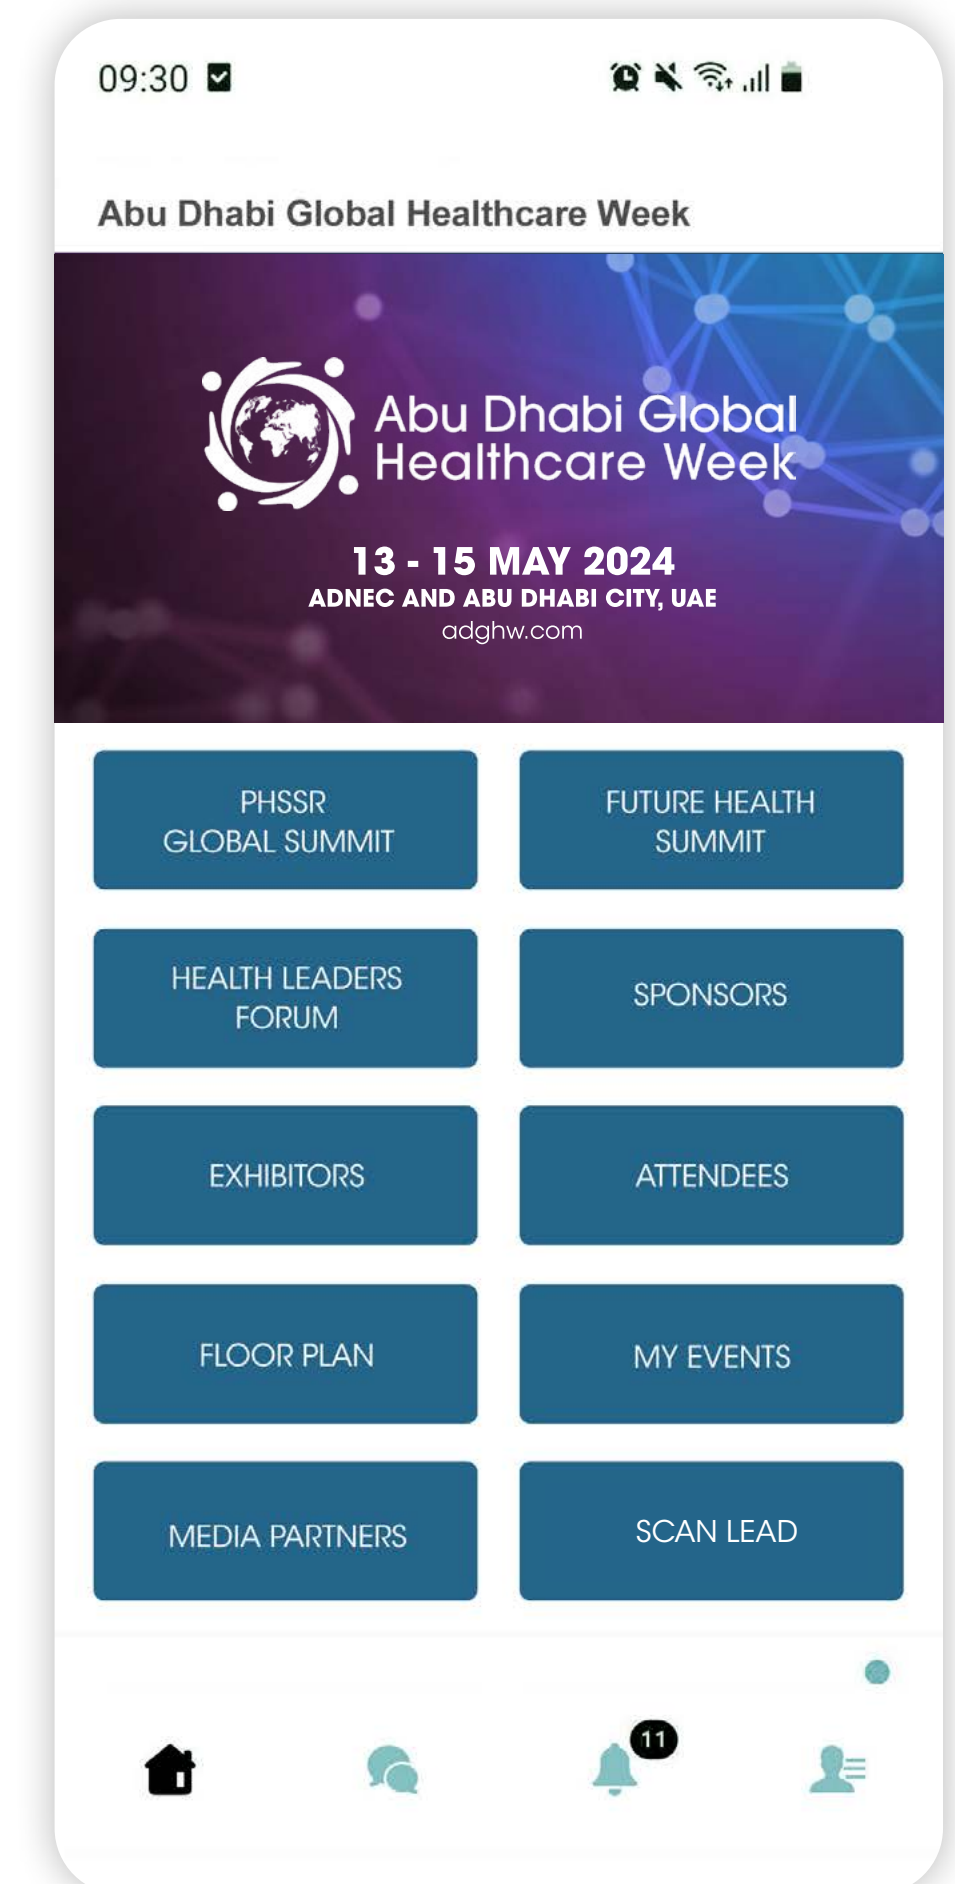 09:30
Abu Dhabi Global Healthcare Week
Abu Dhabi Global
Healthcare Week
13 - 15 MAY 2024
ADNEC AND ABU DHABI CITY, UAE
adghw.com
PHSSR
GLOBAL SUMMIT
FUTURE HEALTH
SUMMIT
HEALTH LEADERS
FORUM
SPONSORS
EXHIBITORS
ATTENDEES
FLOOR PLAN
MY EVENTS
MEDIA PARTNERS
SCAN LEAD
11